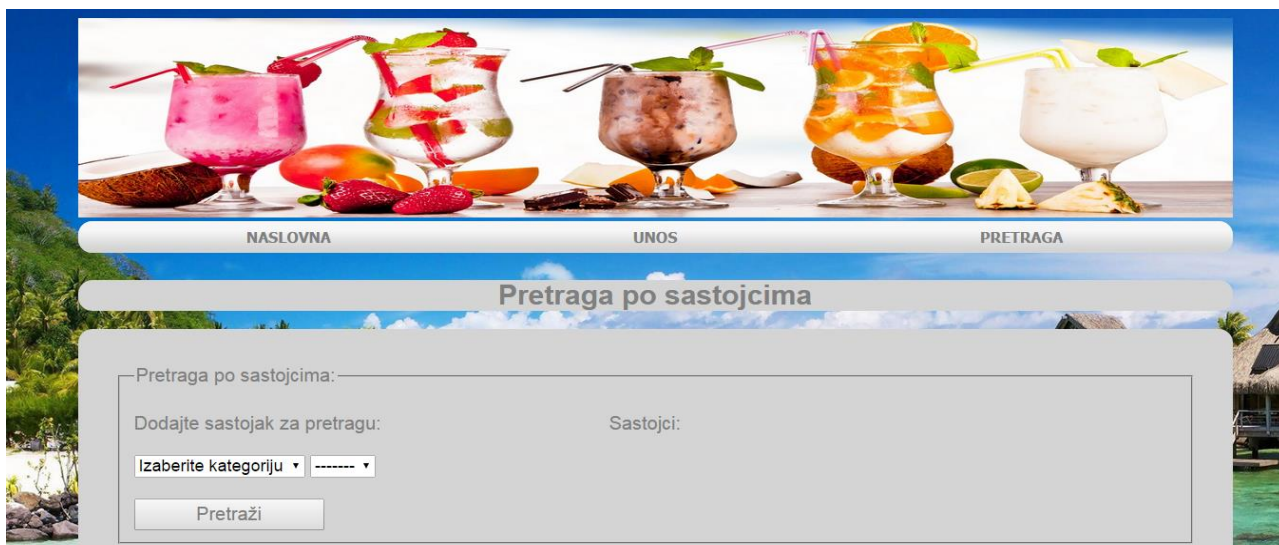 NASLOVNA UNOS PRETRAGA
Pretraga po sastojcima
Pretraga po sastojcima:
Dodajte sastojak za pretragu: Sastojci:
Izaberite kategoriju -------
Pretraži